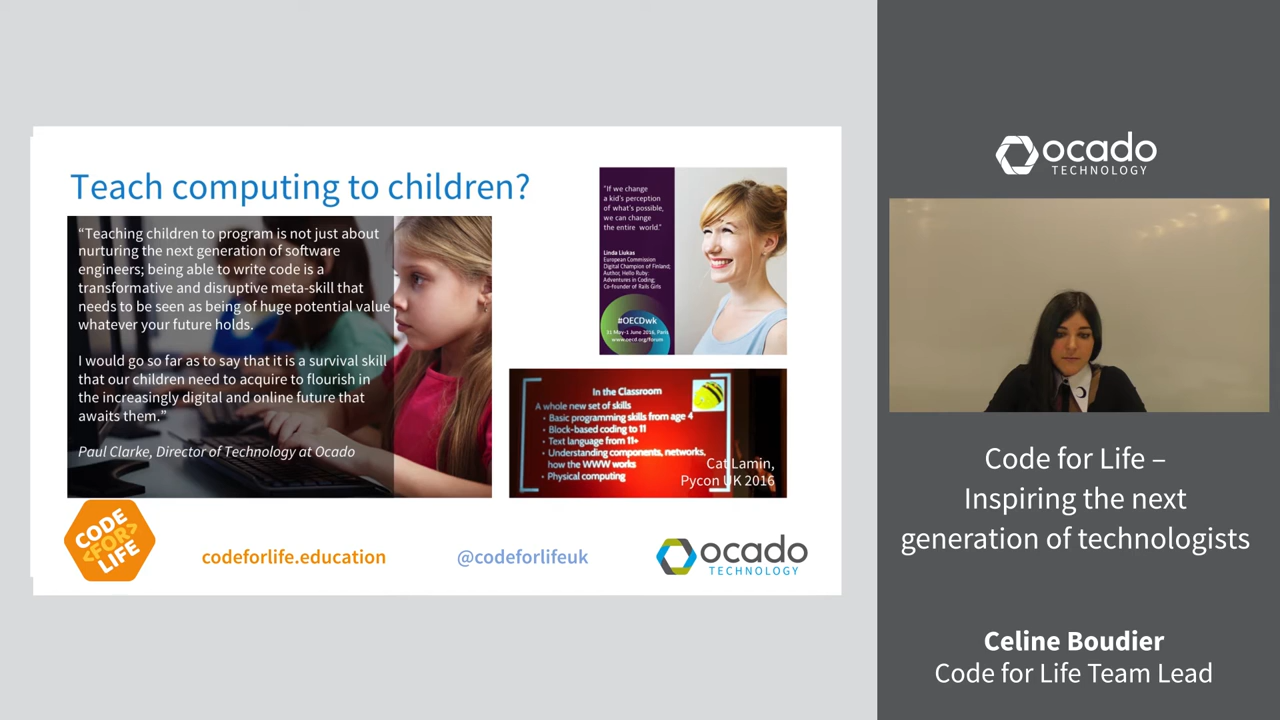 Teach computing to children?
“Teaching children to program is not just about
nurturing the next generation of software
engineers; being able to write code is a
transformative and disruptive meta-skill that
needs to be seen as being of huge potential value
whatever your future holds.
I would go so far as to say that it is a survival skill
that our children need to acquire to flourish in
the increasingly digital and online future that
awaits them.”
Paul Clarke, Director of Technology at Ocado
"If we change
a kid's perception
of what's possible,
we can change
the entire world."
Linda Liukas
European Commission
Digital Champion of Finland;
Author, Hello Ruby:
Adventures in Coding;
Co-founder of Rails Girls
#OECDwk
31 May-1 June 2016, Paris
www.oecd.org/forum
In the Classroom
A whole new set of skills
• Basic programming skills from age 4
• Block-based coding to 11
• Text language from 11+
• Understanding components, networks,
how the WWW works
• Physical computing
Cat Lamin,
Pycon UK 2016
CODE
<FOR>
LIFE
codeforlife.education
@codeforlifeuk
ocado
TECHNOLOGY
ocado
TECHNOLOGY
Code for Life –
Inspiring the next
generation of technologists
Celine Boudier
Code for Life Team Lead